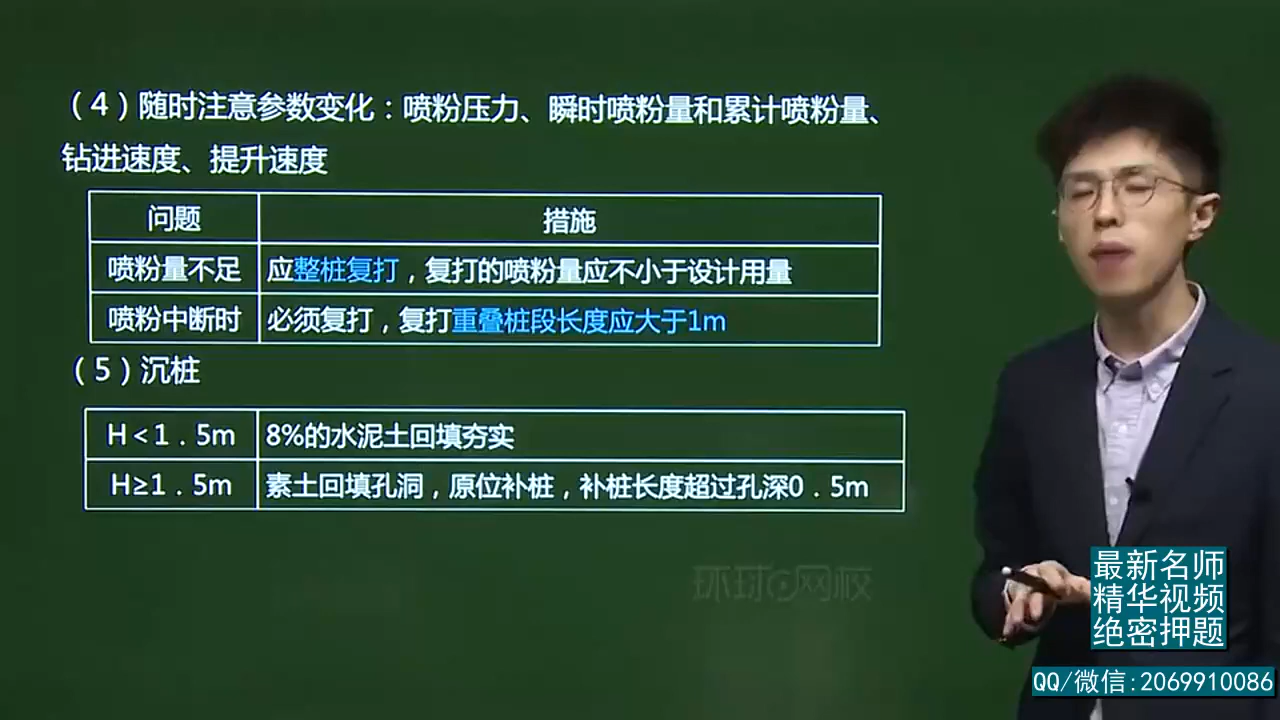 （4）随时注意参数变化：喷粉压力、瞬时喷粉量和累计喷粉量、
钻进速度、提升速度
问题 措施
喷粉量不足 应整桩复打，复打的喷粉量应不小于设计用量
喷粉中断时 必须复打，复打重叠桩段长度应大于1m
（5）沉桩
H＜1．5m 8%的水泥土回填夯实
H≥1．5m 素土回填孔洞，原位补桩，补桩长度超过孔深0．5m
环球网校
最新名师
精华视频
绝密押题
QQ/微信:2069910086